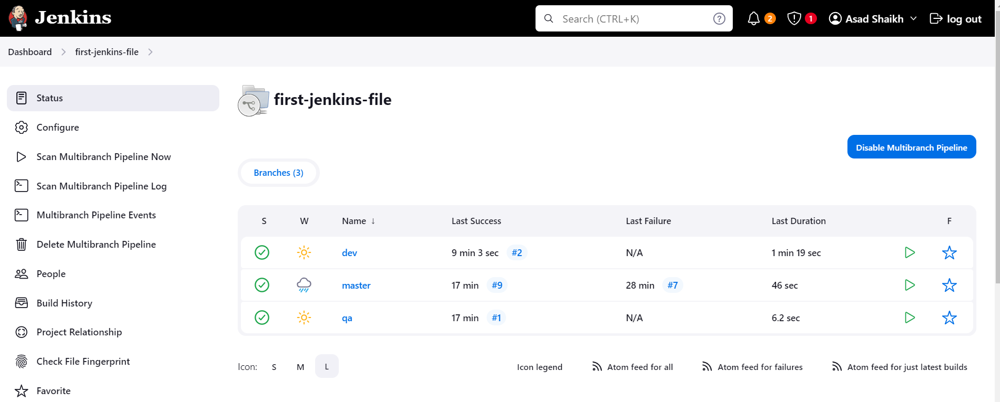 Jenkins
Search (CTRL+K)
?
2
1
Asad Shaikh
log out
Dashboard
first-jenkins-file
Status
Configure
Scan Multibranch Pipeline Now
Scan Multibranch Pipeline Log
Multibranch Pipeline Events
Delete Multibranch Pipeline
People
Build History
Project Relationship
Check File Fingerprint
Favorite
first-jenkins-file
Disable Multibranch Pipeline
Branches (3)
S W Name ↓ Last Success Last Failure Last Duration F
dev 9 min 3 sec #2 N/A 1 min 19 sec
master 17 min #9 28 min #7 46 sec
qa 17 min #1 N/A 6.2 sec
Icon: S M L
Icon legend
Atom feed for all
Atom feed for failures
Atom feed for just latest builds